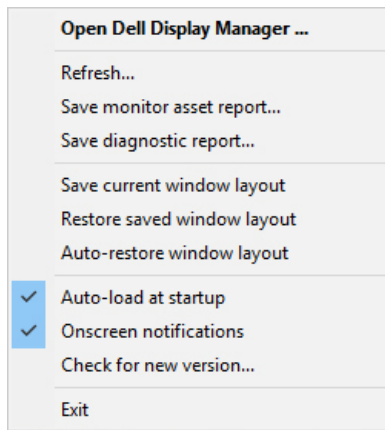 Open Dell Display Manager ...
Refresh...
Save monitor asset report...
Save diagnostic report...
Save current window layout
Restore saved window layout
Auto-restore window layout
Auto-load at startup
Onscreen notifications
Check for new version...
Exit